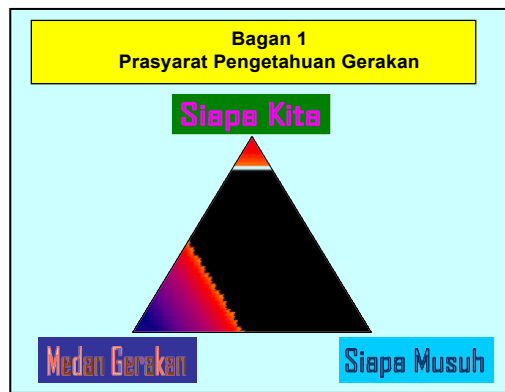 Bagan 1
Prasyarat Pengetahuan Gerakan
Siapa Kita
Medan Gerakan
Siapa Musuh